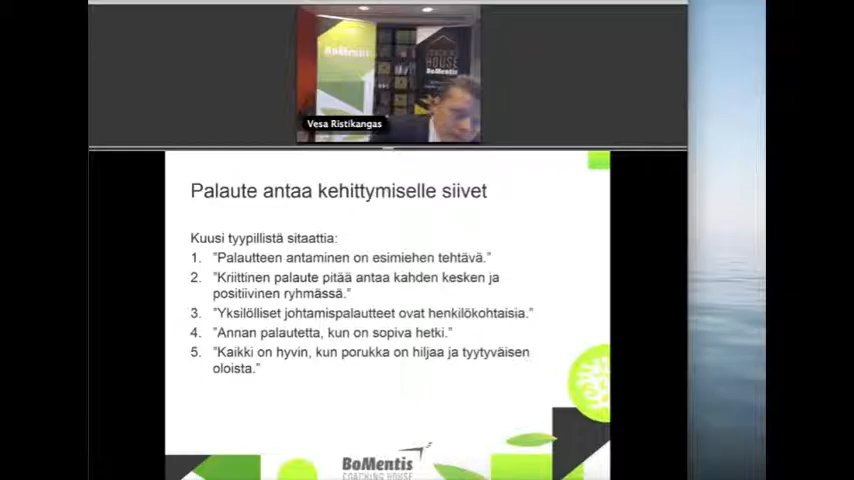 BoMentis
COACHING
HOUSE
BoMentis
Vesa Ristikangas
Palaute antaa kehittymiselle siivet
Kuusi tyypillistä sitaattia:
1. "Palautteen antaminen on esimiehen tehtävä."
2. "Kriittinen palaute pitää antaa kahden kesken ja
positiivinen ryhmässä."
3. "Yksilölliset johtamispalautteet ovat henkilökohtaisia."
4. "Annan palautetta, kun on sopiva hetki."
5. "Kaikki on hyvin, kun porukka on hiljaa ja tyytyväisen
oloista."
BoMentis
COACHING HOUSE